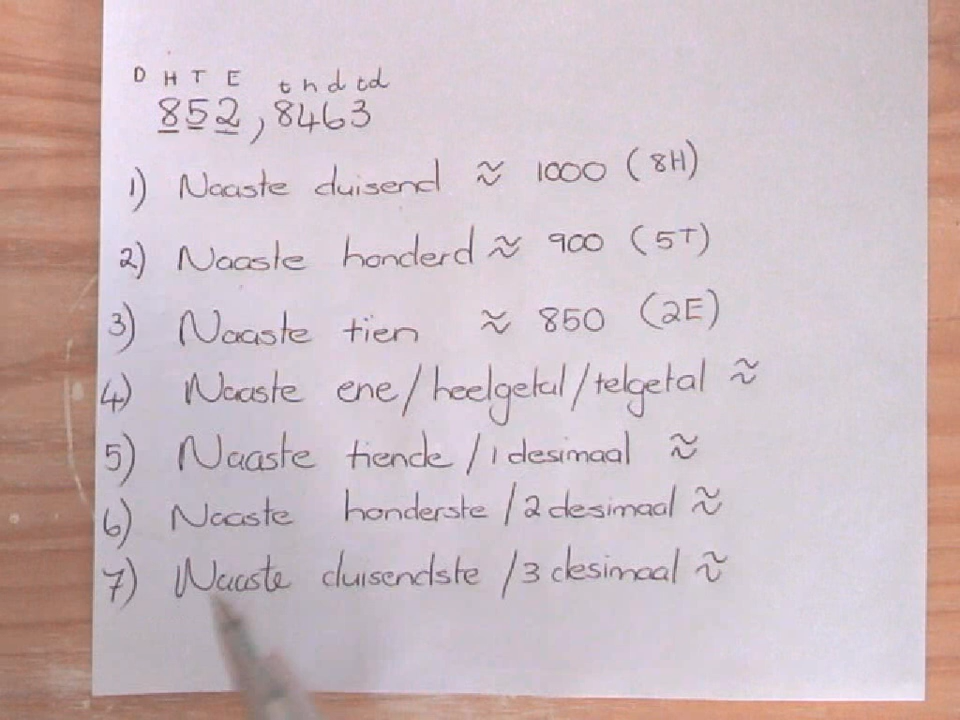 D H T E t h d td
852,8463
1) Naaste duisend ≈ 1000 (8H)
2) Naaste honderd ≈ 900 (5T)
3) Naaste tien ≈ 850 (2E)
4) Naaste ene/heelgetal/telgetal ≈
5) Naaste tiende/1 desimaal ≈
6) Naaste honderste/2 desimaal ≈
7) Naaste duisendste/3 desimaal ≈